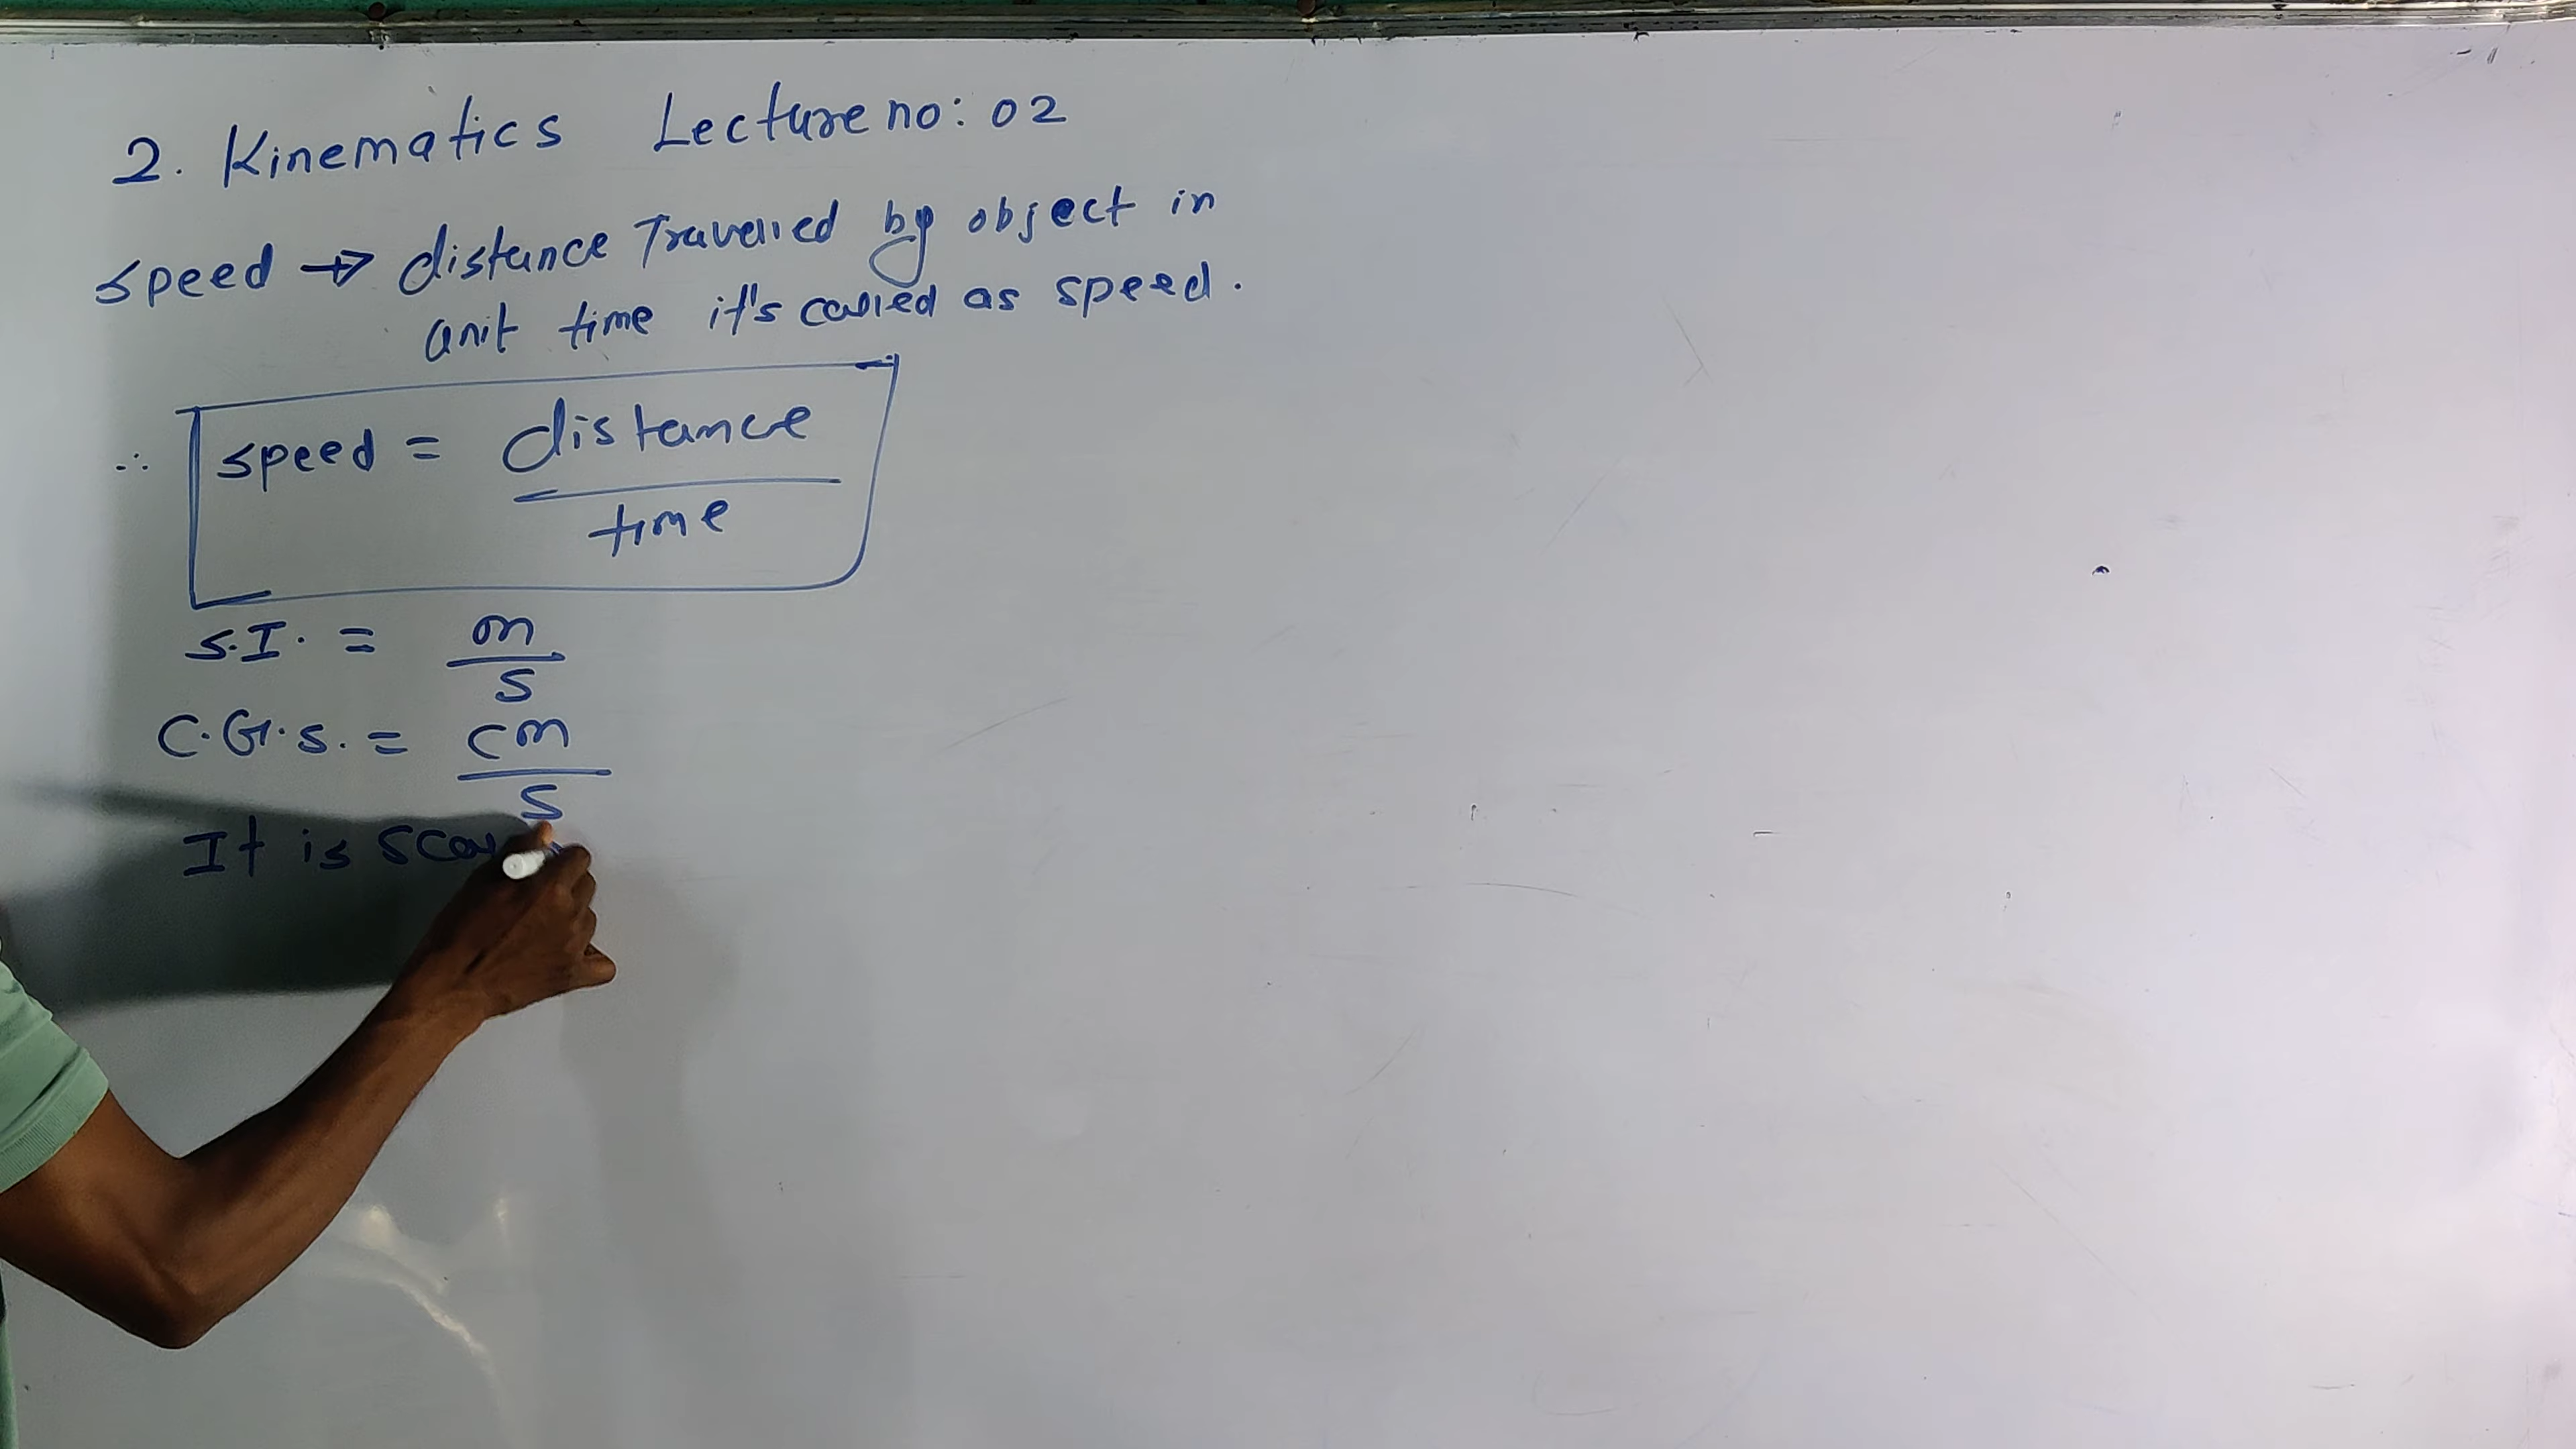 2. Kinematics Lecture no: 02
speed → distance Travelled by object in
unit time it's called as speed.
∴ speed = distance
time
S.I. = m
s
C.G.S. = cm
s
It is